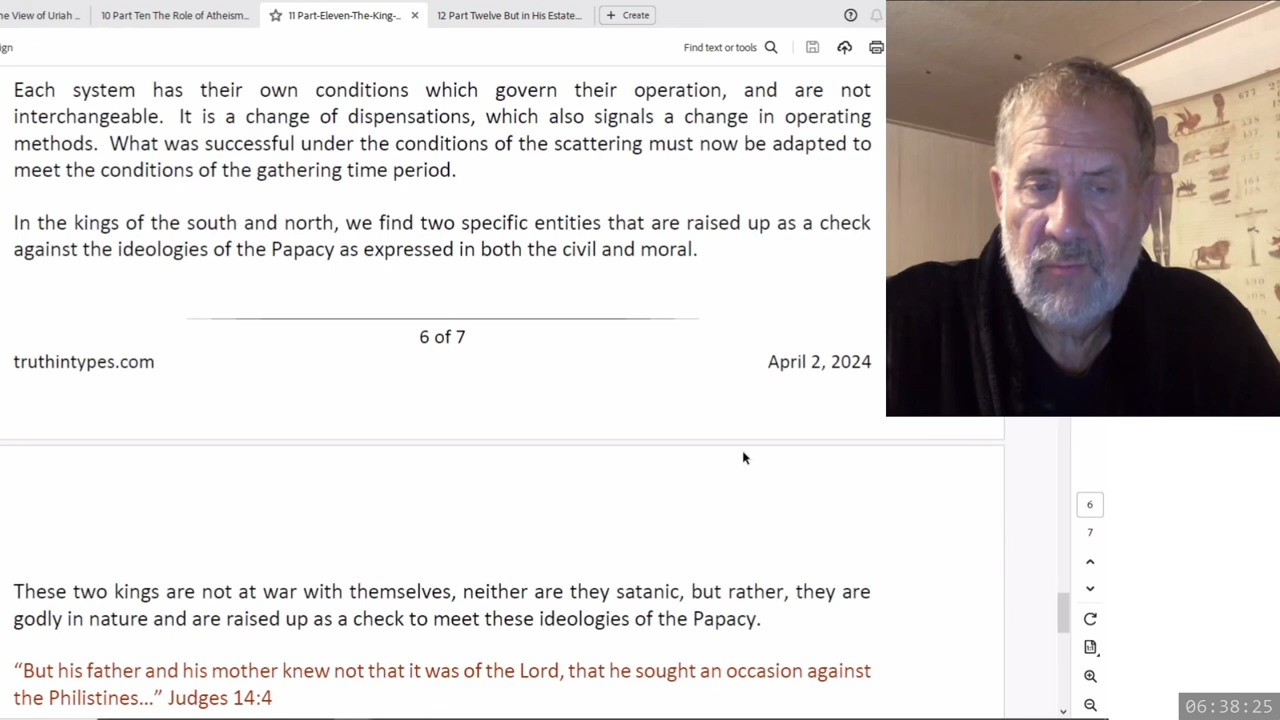 he View of Uriah ..
10 Part Ten The Role of Atheism...
11 Part-Eleven-The-King-...
12 Part Twelve But in His Estate...
+ Create
ign
Find text or tools
Each system has their own conditions which govern their operation, and are not
interchangeable. It is a change of dispensations, which also signals a change in operating
methods. What was successful under the conditions of the scattering must now be adapted to
meet the conditions of the gathering time period.
In the kings of the south and north, we find two specific entities that are raised up as a check
against the ideologies of the Papacy as expressed in both the civil and moral.
6 of 7
truthintypes.com
April 2, 2024
These two kings are not at war with themselves, neither are they satanic, but rather, they are
godly in nature and are raised up as a check to meet these ideologies of the Papacy.
“But his father and his mother knew not that it was of the Lord, that he sought an occasion against
the Philistines…” Judges 14:4
677
6
7
06:38:25